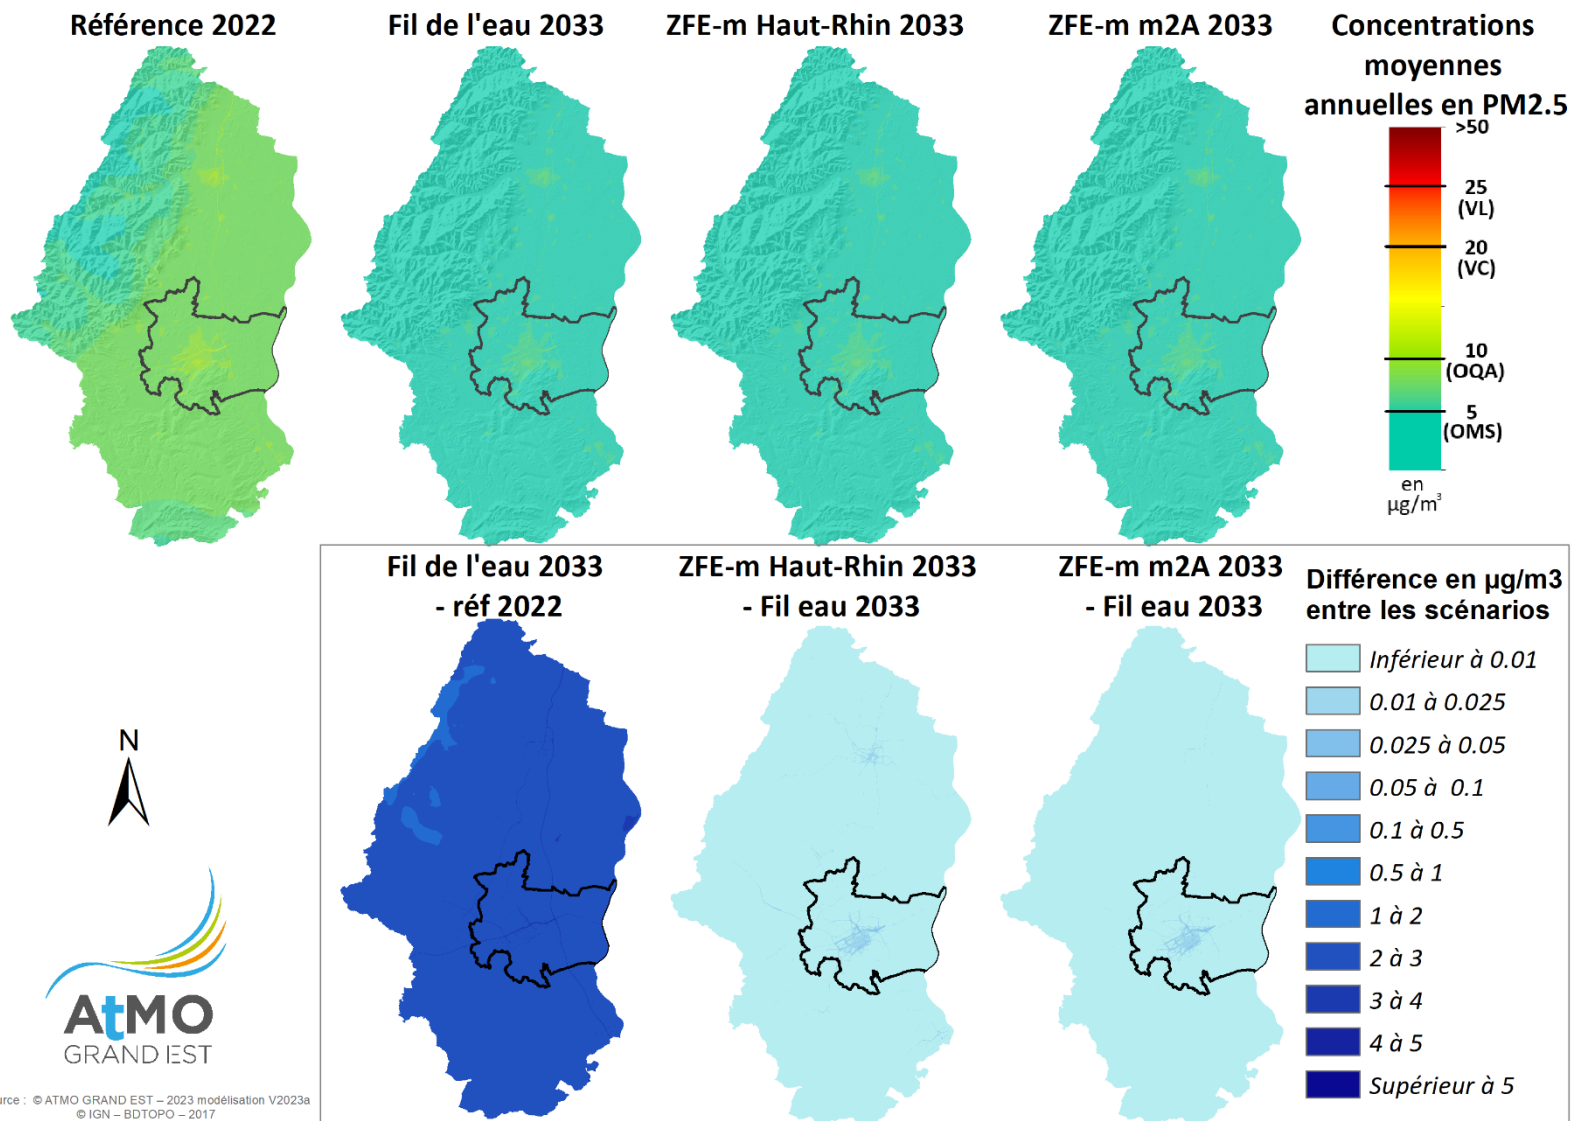 Référence 2022
Fil de l'eau 2033
ZFE-m Haut-Rhin 2033
ZFE-m m2A 2033
Concentrations
moyennes
annuelles en PM2.5
>50
25
(VL)
20
(VC)
10
(OQA)
5
(OMS)
en
µg/m³
Fil de l'eau 2033
- réf 2022
ZFE-m Haut-Rhin 2033
- Fil eau 2033
ZFE-m m2A 2033
- Fil eau 2033
Différence en µg/m3
entre les scénarios
Inférieur à 0.01
0.01 à 0.025
0.025 à 0.05
0.05 à 0.1
0.1 à 0.5
0.5 à 1
1 à 2
2 à 3
3 à 4
4 à 5
Supérieur à 5
N
AtMO
GRAND EST
urce : © ATMO GRAND EST – 2023 modélisation V2023a
© IGN – BDTOPO – 2017